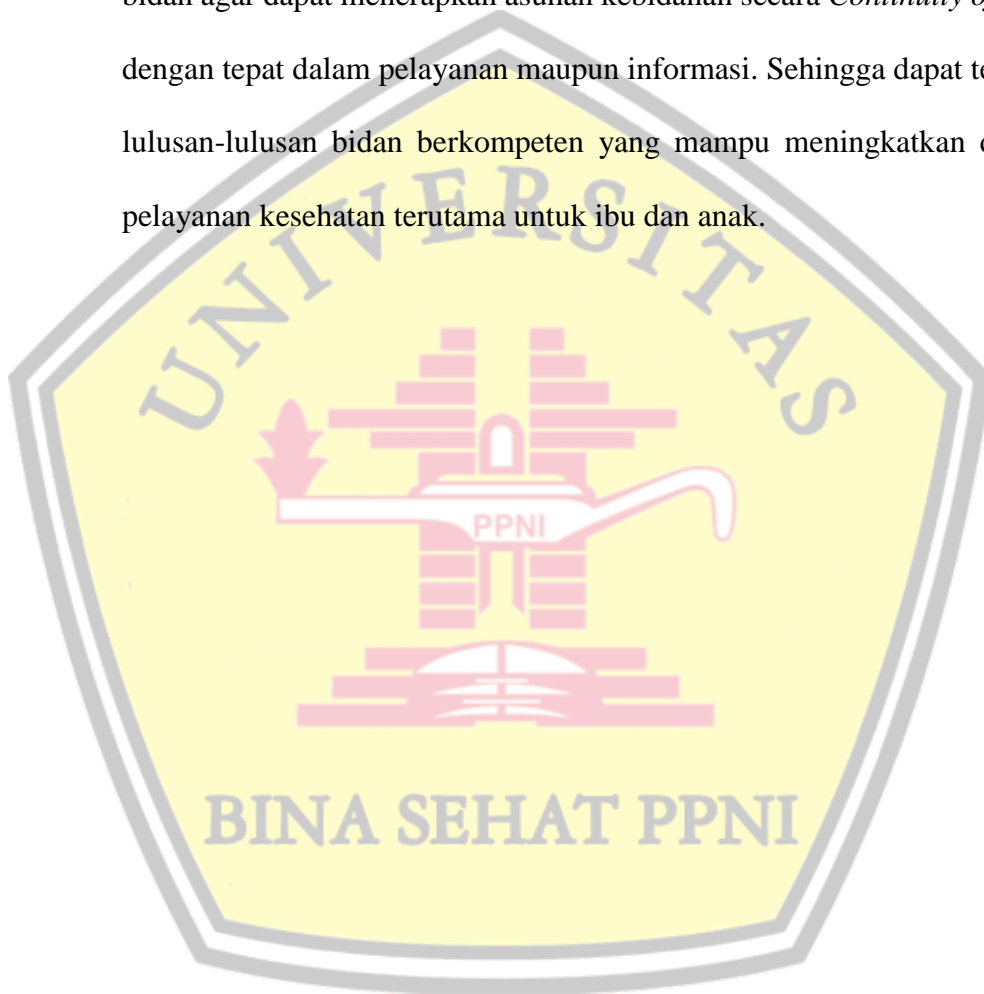 bidan agar dapat menerapkan asuhan kebidanan secara Continuity
dengan tepat dalam pelayanan maupun informasi. Sehingga dapat
lulusan-lulusan bidan berkompeten yang mampu meningkatkan
pelayanan kesehatan terutama untuk ibu dan anak.
UNIVERSITAS
PPNI
BINA SEHAT PPNI